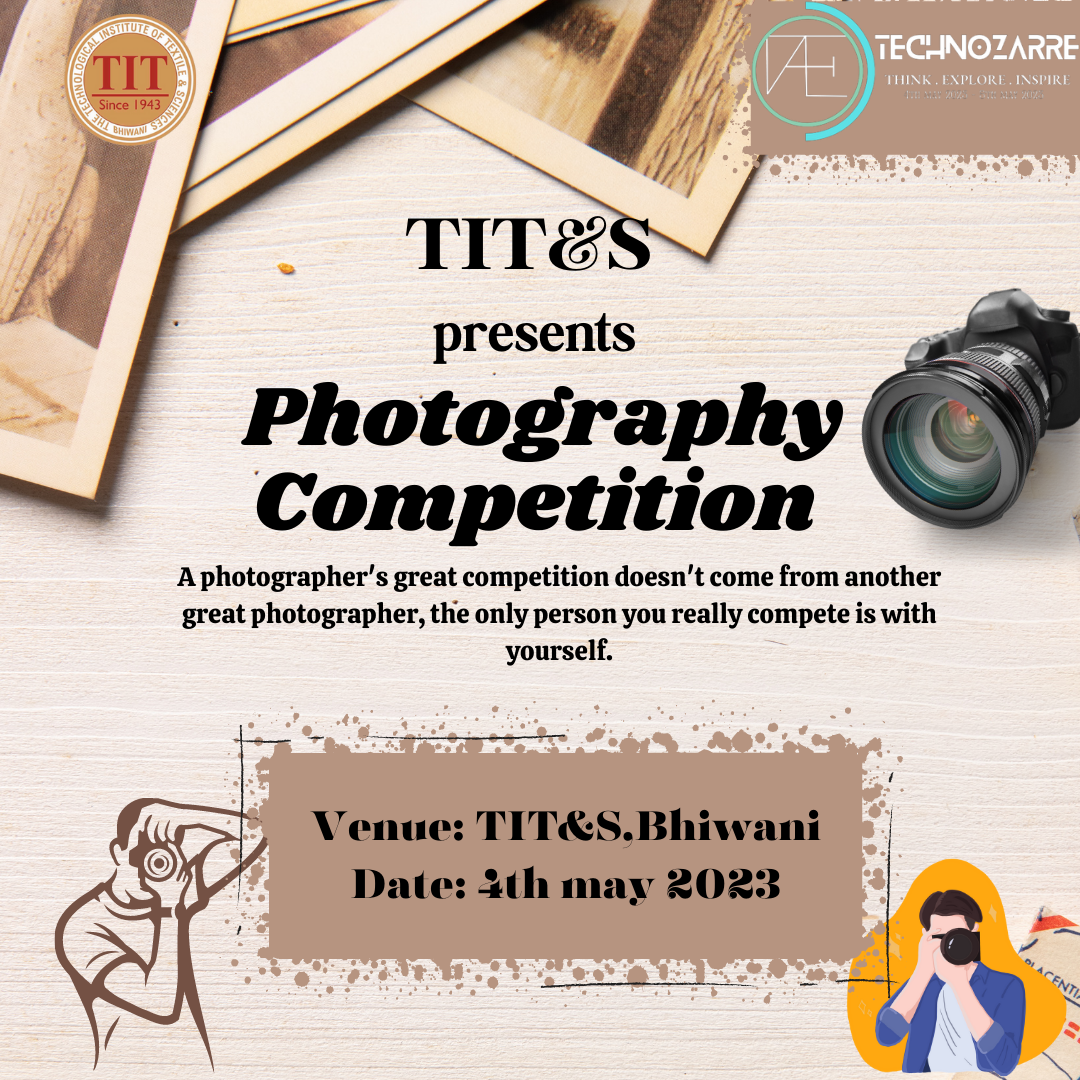 THE TECHNOLOGICAL INSTITUTE OF TEXTILE & SCIENCES
TIT
Since 1943
BHIWANI
TECHNOZARRE
THINK . EXPLORE . INSPIRE
TIT&S
presents
Photography
Competition
A photographer's great competition doesn't come from another
great photographer, the only person you really compete is with
yourself.
Venue: TIT&S,Bhiwani
Date: 4th may 2023